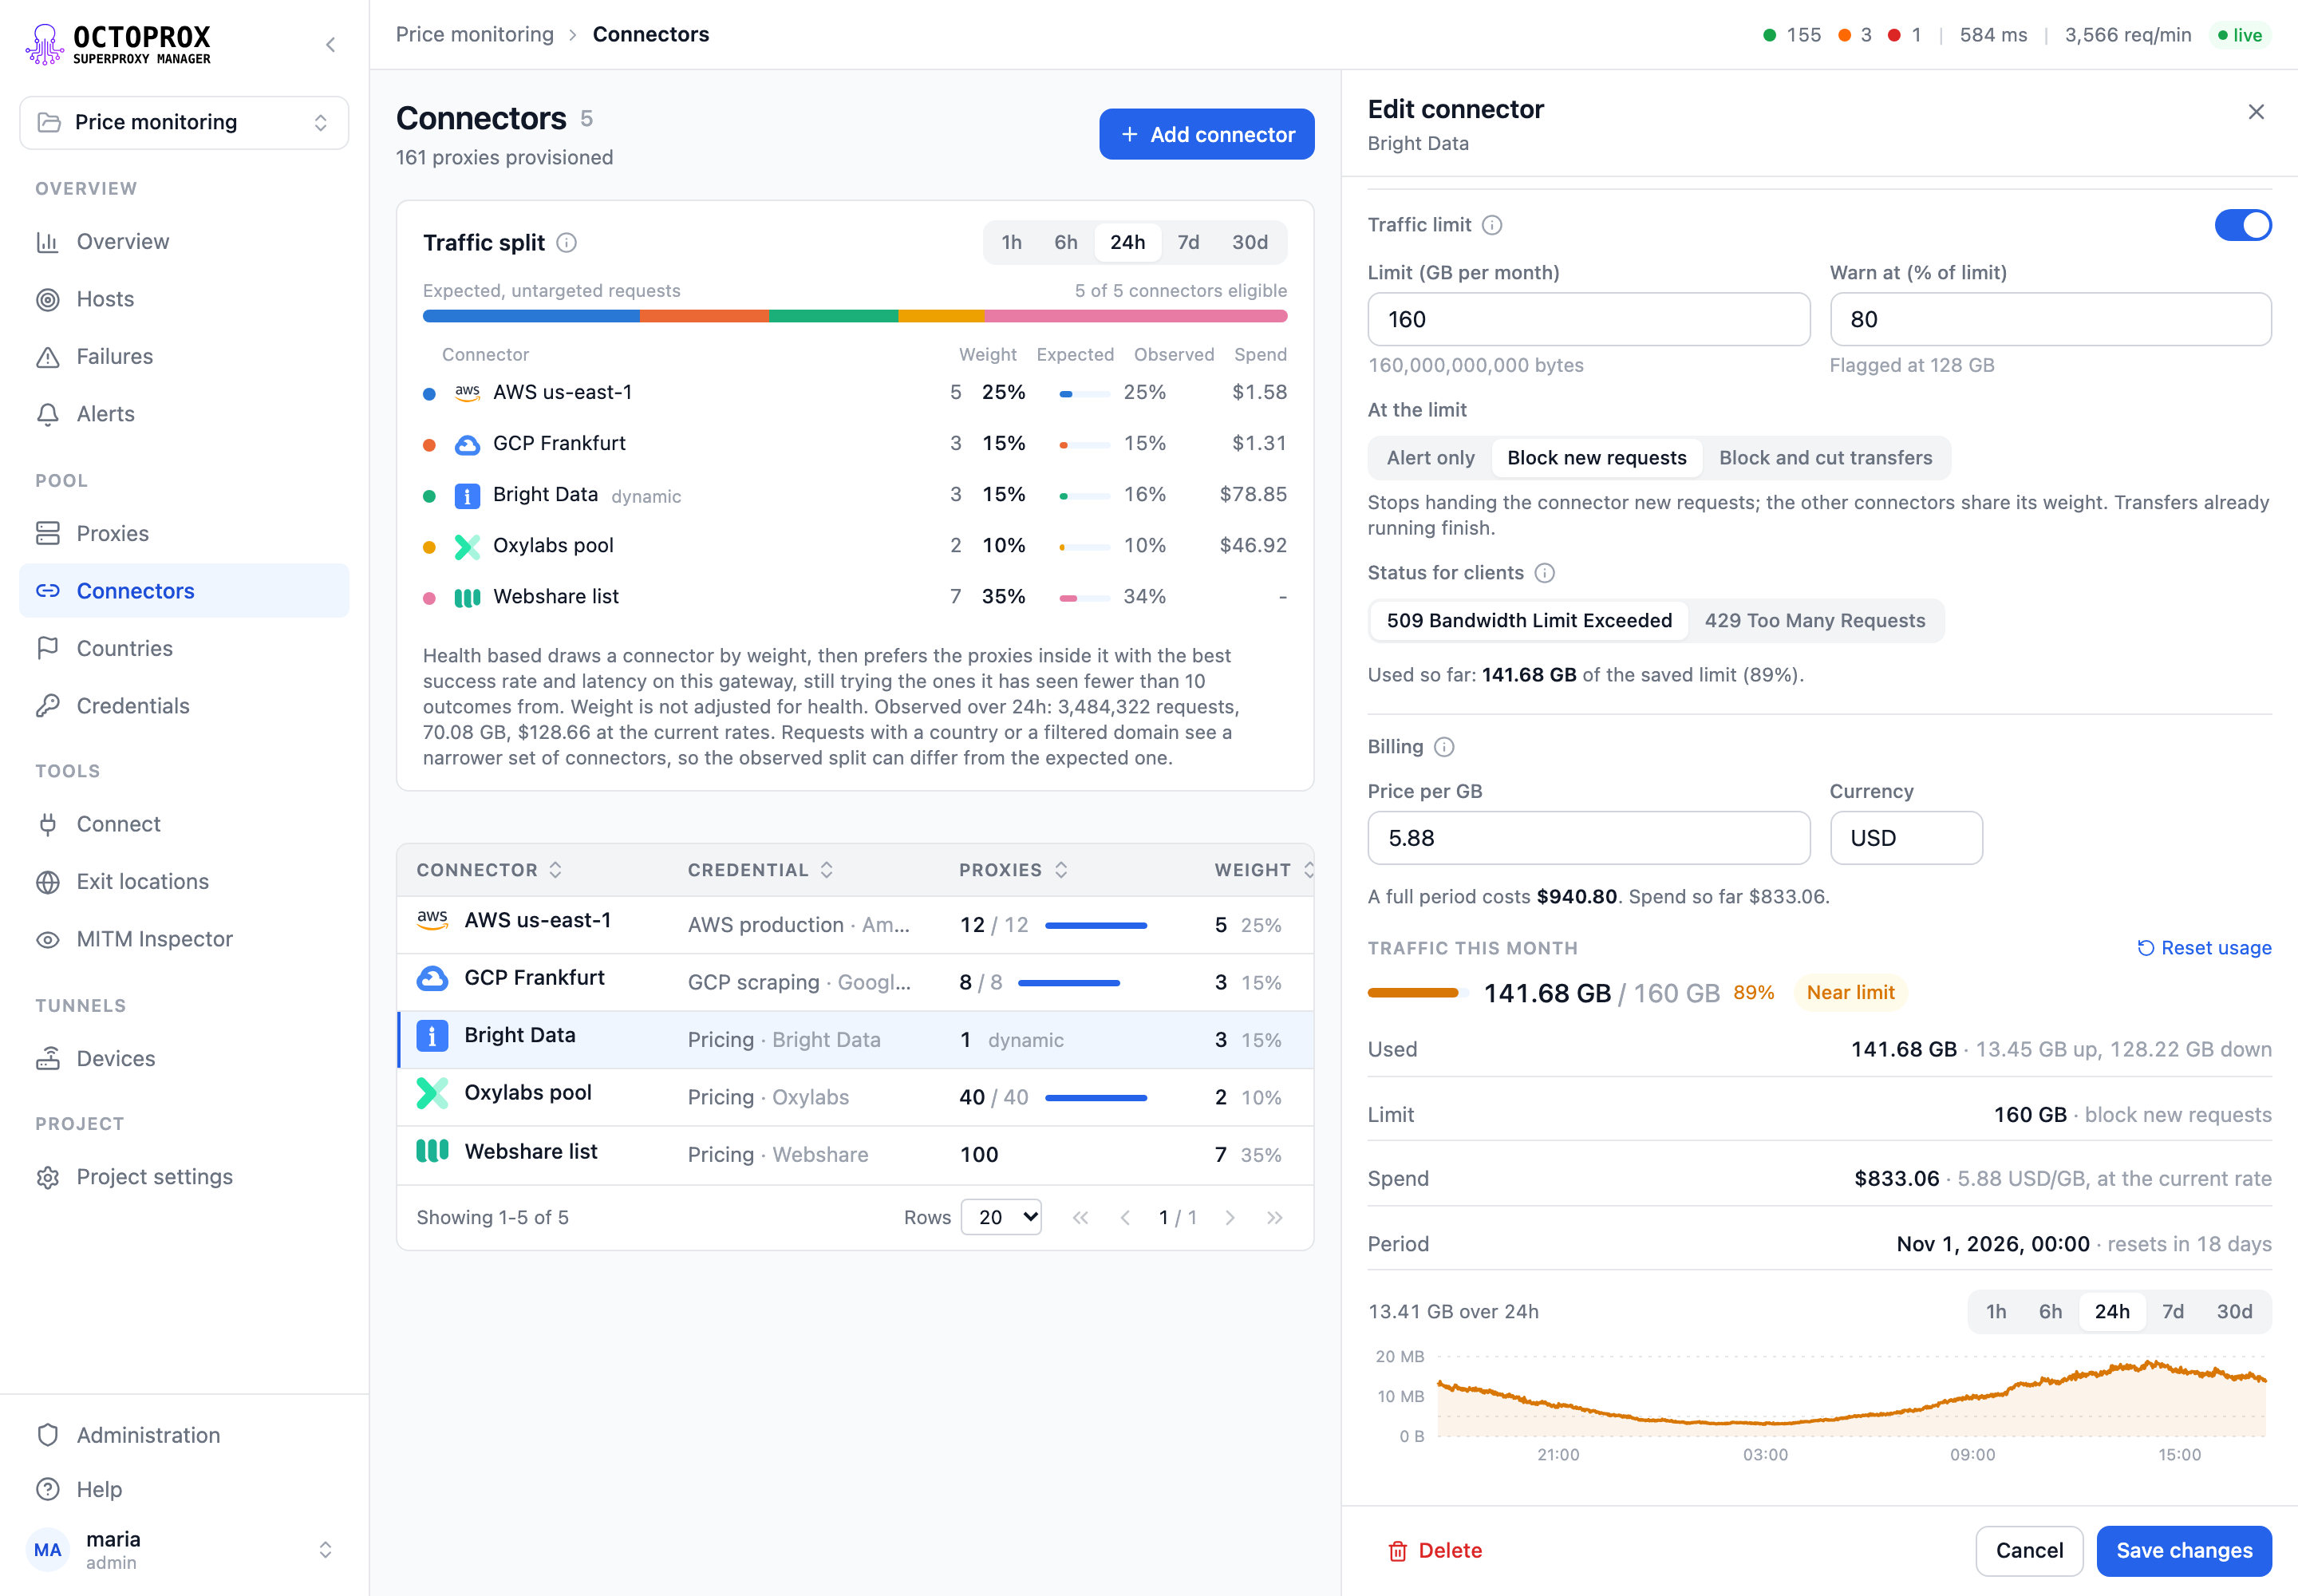 OCTOPROX
SUPERPROXY MANAGER
Price monitoring
OVERVIEW
Overview
Hosts
Failures
Alerts
POOL
Proxies
Connectors
Countries
Credentials
TOOLS
Connect
Exit locations
MITM Inspector
TUNNELS
Devices
PROJECT
Project settings
Administration
Help
MA
maria
admin
Price monitoring > Connectors
155 3 1 | 584 ms | 3,566 req/min live
Connectors 5
161 proxies provisioned
+ Add connector
Traffic split
1h 6h 24h 7d 30d
Expected, untargeted requests 5 of 5 connectors eligible
Connector Weight Expected Observed Spend
aws AWS us-east-1 5 25% 25% $1.58
GCP Frankfurt 3 15% 15% $1.31
i Bright Data dynamic 3 15% 16% $78.85
Oxylabs pool 2 10% 10% $46.92
Webshare list 7 35% 34% -
Health based draws a connector by weight, then prefers the proxies inside it with the best
success rate and latency on this gateway, still trying the ones it has seen fewer than 10
outcomes from. Weight is not adjusted for health. Observed over 24h: 3,484,322 requests,
70.08 GB, $128.66 at the current rates. Requests with a country or a filtered domain see a
narrower set of connectors, so the observed split can differ from the expected one.
CONNECTOR CREDENTIAL PROXIES WEIGHT
aws AWS us-east-1 AWS production · Am... 12 / 12 5 25%
GCP Frankfurt GCP scraping · Googl... 8 / 8 3 15%
i Bright Data Pricing · Bright Data 1 dynamic 3 15%
Oxylabs pool Pricing · Oxylabs 40 / 40 2 10%
Webshare list Pricing · Webshare 100 7 35%
Showing 1-5 of 5 Rows 20 1 / 1
Edit connector
Bright Data
Traffic limit
Limit (GB per month) Warn at (% of limit)
160 80
160,000,000,000 bytes Flagged at 128 GB
At the limit
Alert only Block new requests Block and cut transfers
Stops handing the connector new requests; the other connectors share its weight. Transfers already
running finish.
Status for clients
509 Bandwidth Limit Exceeded 429 Too Many Requests
Used so far: 141.68 GB of the saved limit (89%).
Billing
Price per GB Currency
5.88 USD
A full period costs $940.80. Spend so far $833.06.
TRAFFIC THIS MONTH Reset usage
141.68 GB / 160 GB 89% Near limit
Used 141.68 GB · 13.45 GB up, 128.22 GB down
Limit 160 GB · block new requests
Spend $833.06 · 5.88 USD/GB, at the current rate
Period Nov 1, 2026, 00:00 · resets in 18 days
13.41 GB over 24h 1h 6h 24h 7d 30d
20 MB
10 MB
0 B
21:00 03:00 09:00 15:00
Delete Cancel Save changes